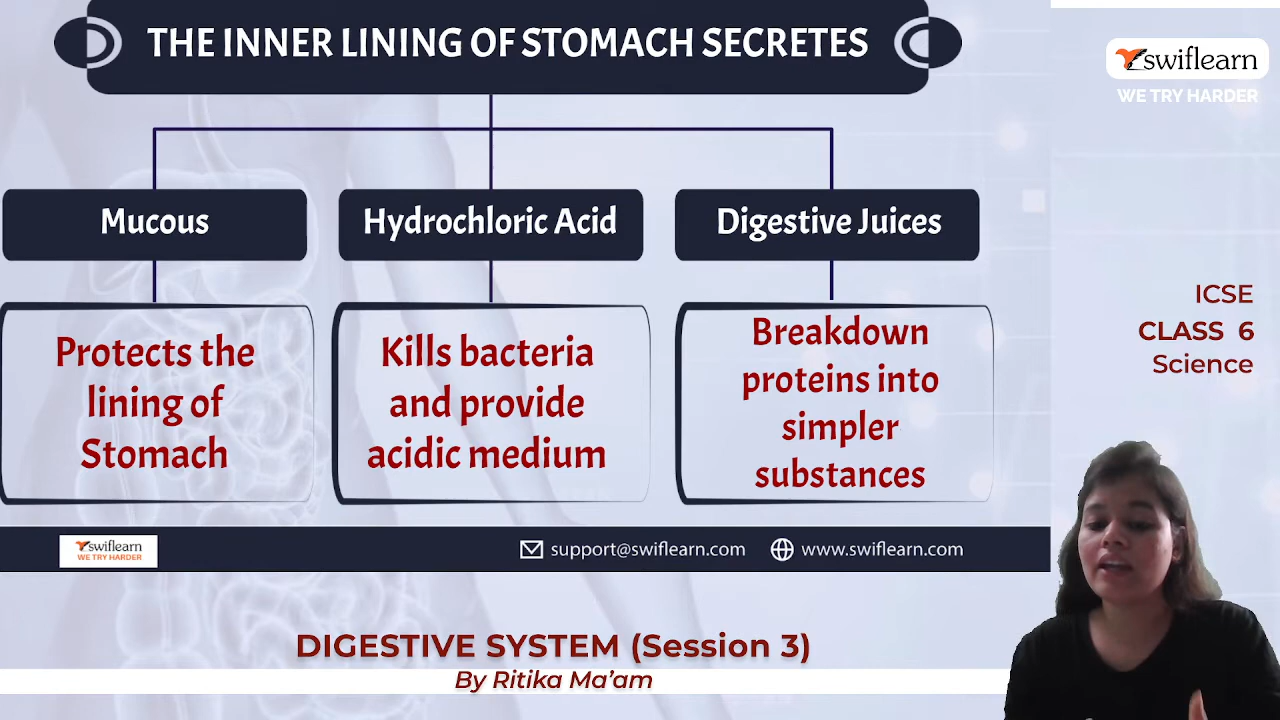 THE INNER LINING OF STOMACH SECRETES
swiflearn
WE TRY HARDER
Mucous
Hydrochloric Acid
Digestive Juices
Protects the
lining of
Stomach
Kills bacteria
and provide
acidic medium
Breakdown
proteins into
simpler
substances
ICSE
CLASS 6
Science
swiflearn
WE TRY HARDER
support@swiflearn.com
www.swiflearn.com
DIGESTIVE SYSTEM (Session 3)
By Ritika Ma'am